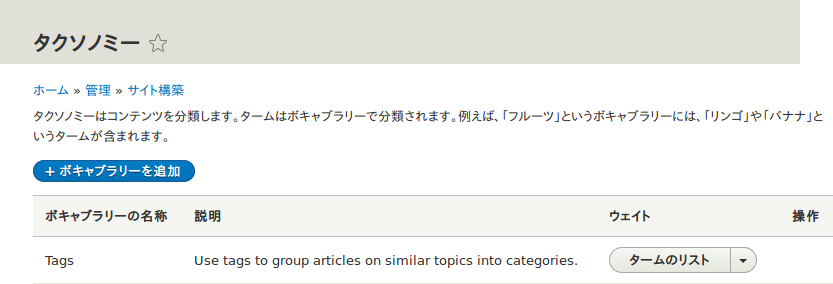 タクソノミー
ホーム » 管理 » サイト構築
タクソノミーはコンテンツを分類します。タームはボキャブラリーで分類されます。例えば、「フルーツ」というボキャブラリーには、「リンゴ」や「バナナ」と
いうタームが含まれます。
+ ボキャブラリーを追加
ボキャブラリーの名称 説明 ウェイト 操作
Tags Use tags to group articles on similar topics into categories. タームのリスト